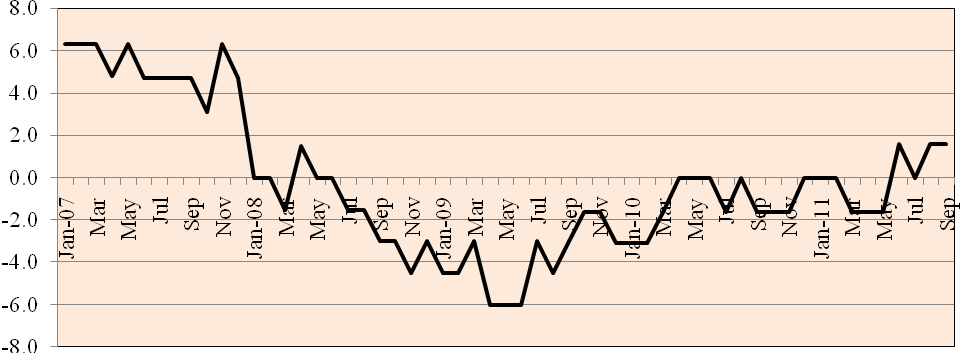 8.0
6.0
4.0
2.0
0.0
-2.0
-4.0
-6.0
-8.0
Jan-07
Mar
May
Jul
Sep
Nov
Jan-08
Mar
May
Jul
Sep
Nov
Jan-09
Mar
May
Jul
Sep
Nov
Jan-10
Mar
May
Jul
Sep
Nov
Jan-11
Mar
May
Jul
Sep